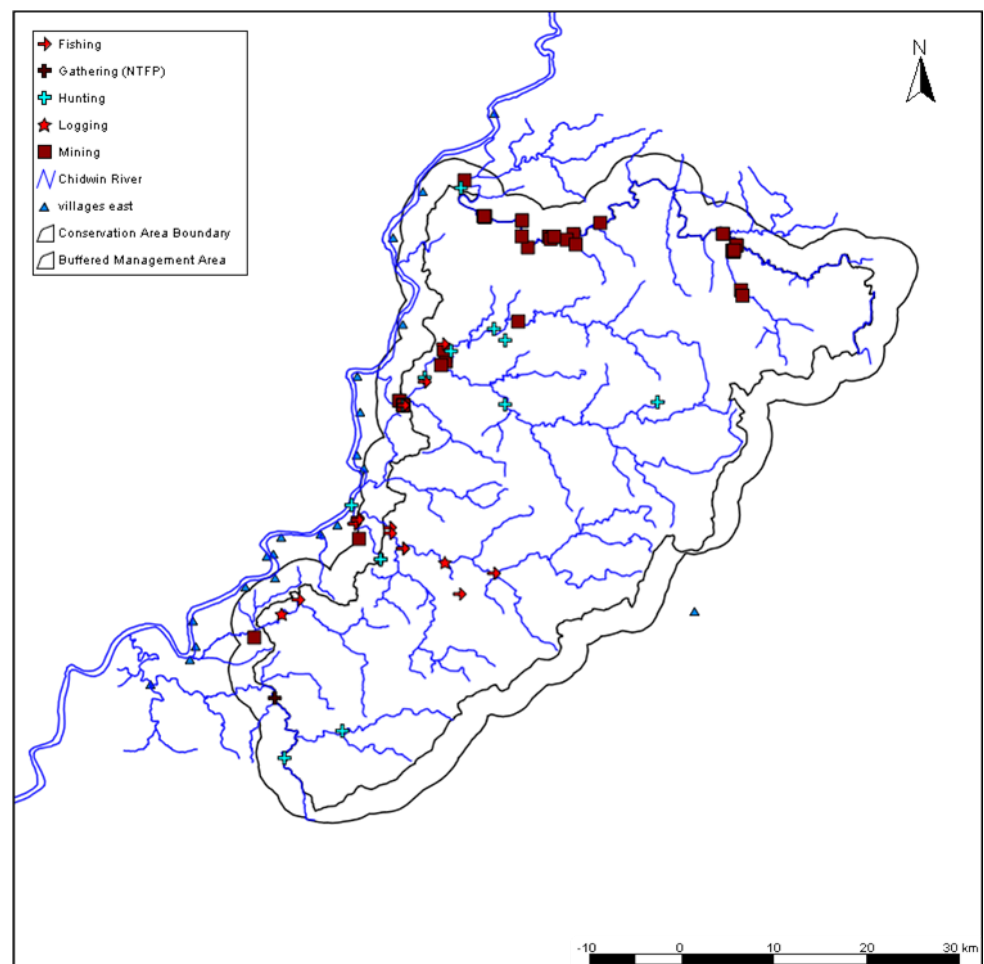 N
Fishing
Gathering (NTFP)
Hunting
Logging
Mining
Chidwin River
villages east
Conservation Area Boundary
Buffered Management Area
-10 0 10 20 30 km